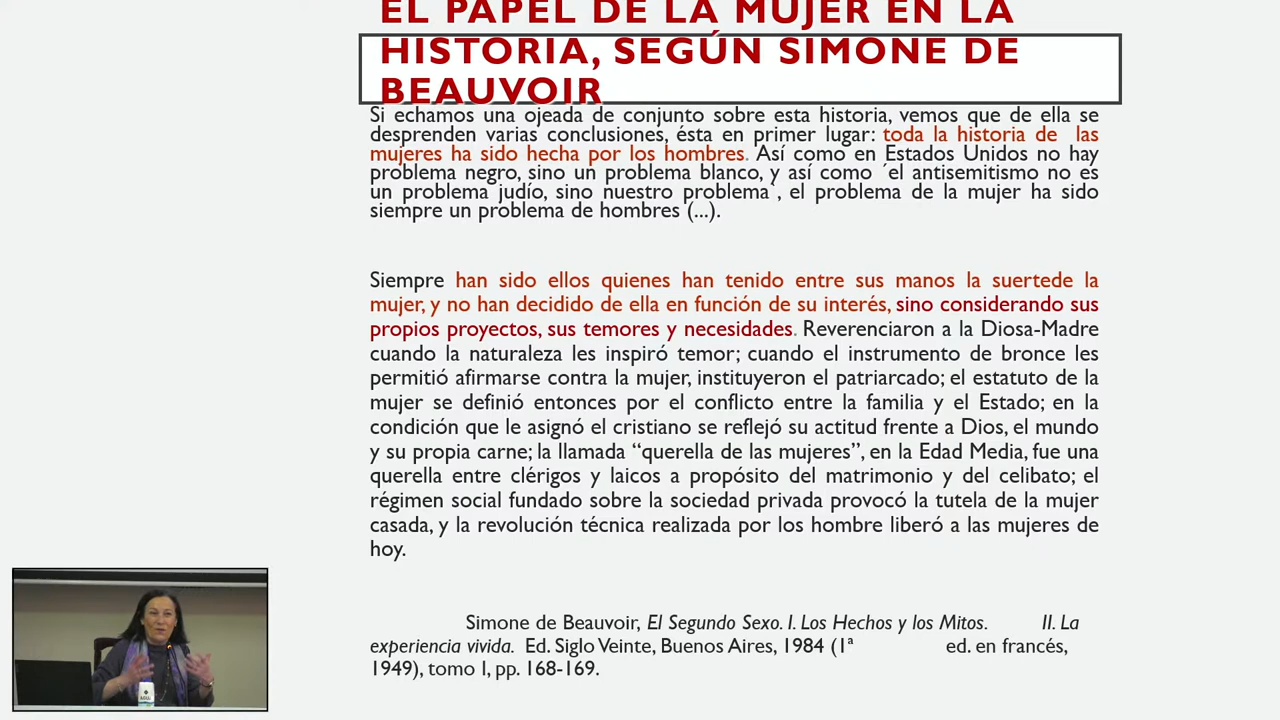 EL PAPEL DE LA MUJER EN LA
HISTORIA, SEGÚN SIMONE DE
BEAUVOIR
Si echamos una ojeada de conjunto sobre esta historia, vemos que de ella se
desprenden varias conclusiones, ésta en primer lugar: toda la historia de las
mujeres ha sido hecha por los hombres. Así como en Estados Unidos no hay
problema negro, sino un problema blanco, y así como ´el antisemitismo no es
un problema judío, sino nuestro problema´, el problema de la mujer ha sido
siempre un problema de hombres (...).
Siempre han sido ellos quienes han tenido entre sus manos la suertede la
mujer, y no han decidido de ella en función de su interés, sino considerando sus
propios proyectos, sus temores y necesidades. Reverenciaron a la Diosa-Madre
cuando la naturaleza les inspiró temor; cuando el instrumento de bronce les
permitió afirmarse contra la mujer, instituyeron el patriarcado; el estatuto de la
mujer se definió entonces por el conflicto entre la familia y el Estado; en la
condición que le asignó el cristiano se reflejó su actitud frente a Dios, el mundo
y su propia carne; la llamada “querella de las mujeres”, en la Edad Media, fue una
querella entre clérigos y laicos a propósito del matrimonio y del celibato; el
régimen social fundado sobre la sociedad privada provocó la tutela de la mujer
casada, y la revolución técnica realizada por los hombre liberó a las mujeres de
hoy.
Simone de Beauvoir, El Segundo Sexo. I. Los Hechos y los Mitos. II. La
experiencia vivida. Ed. Siglo Veinte, Buenos Aires, 1984 (1ª ed. en francés,
1949), tomo I, pp. 168-169.